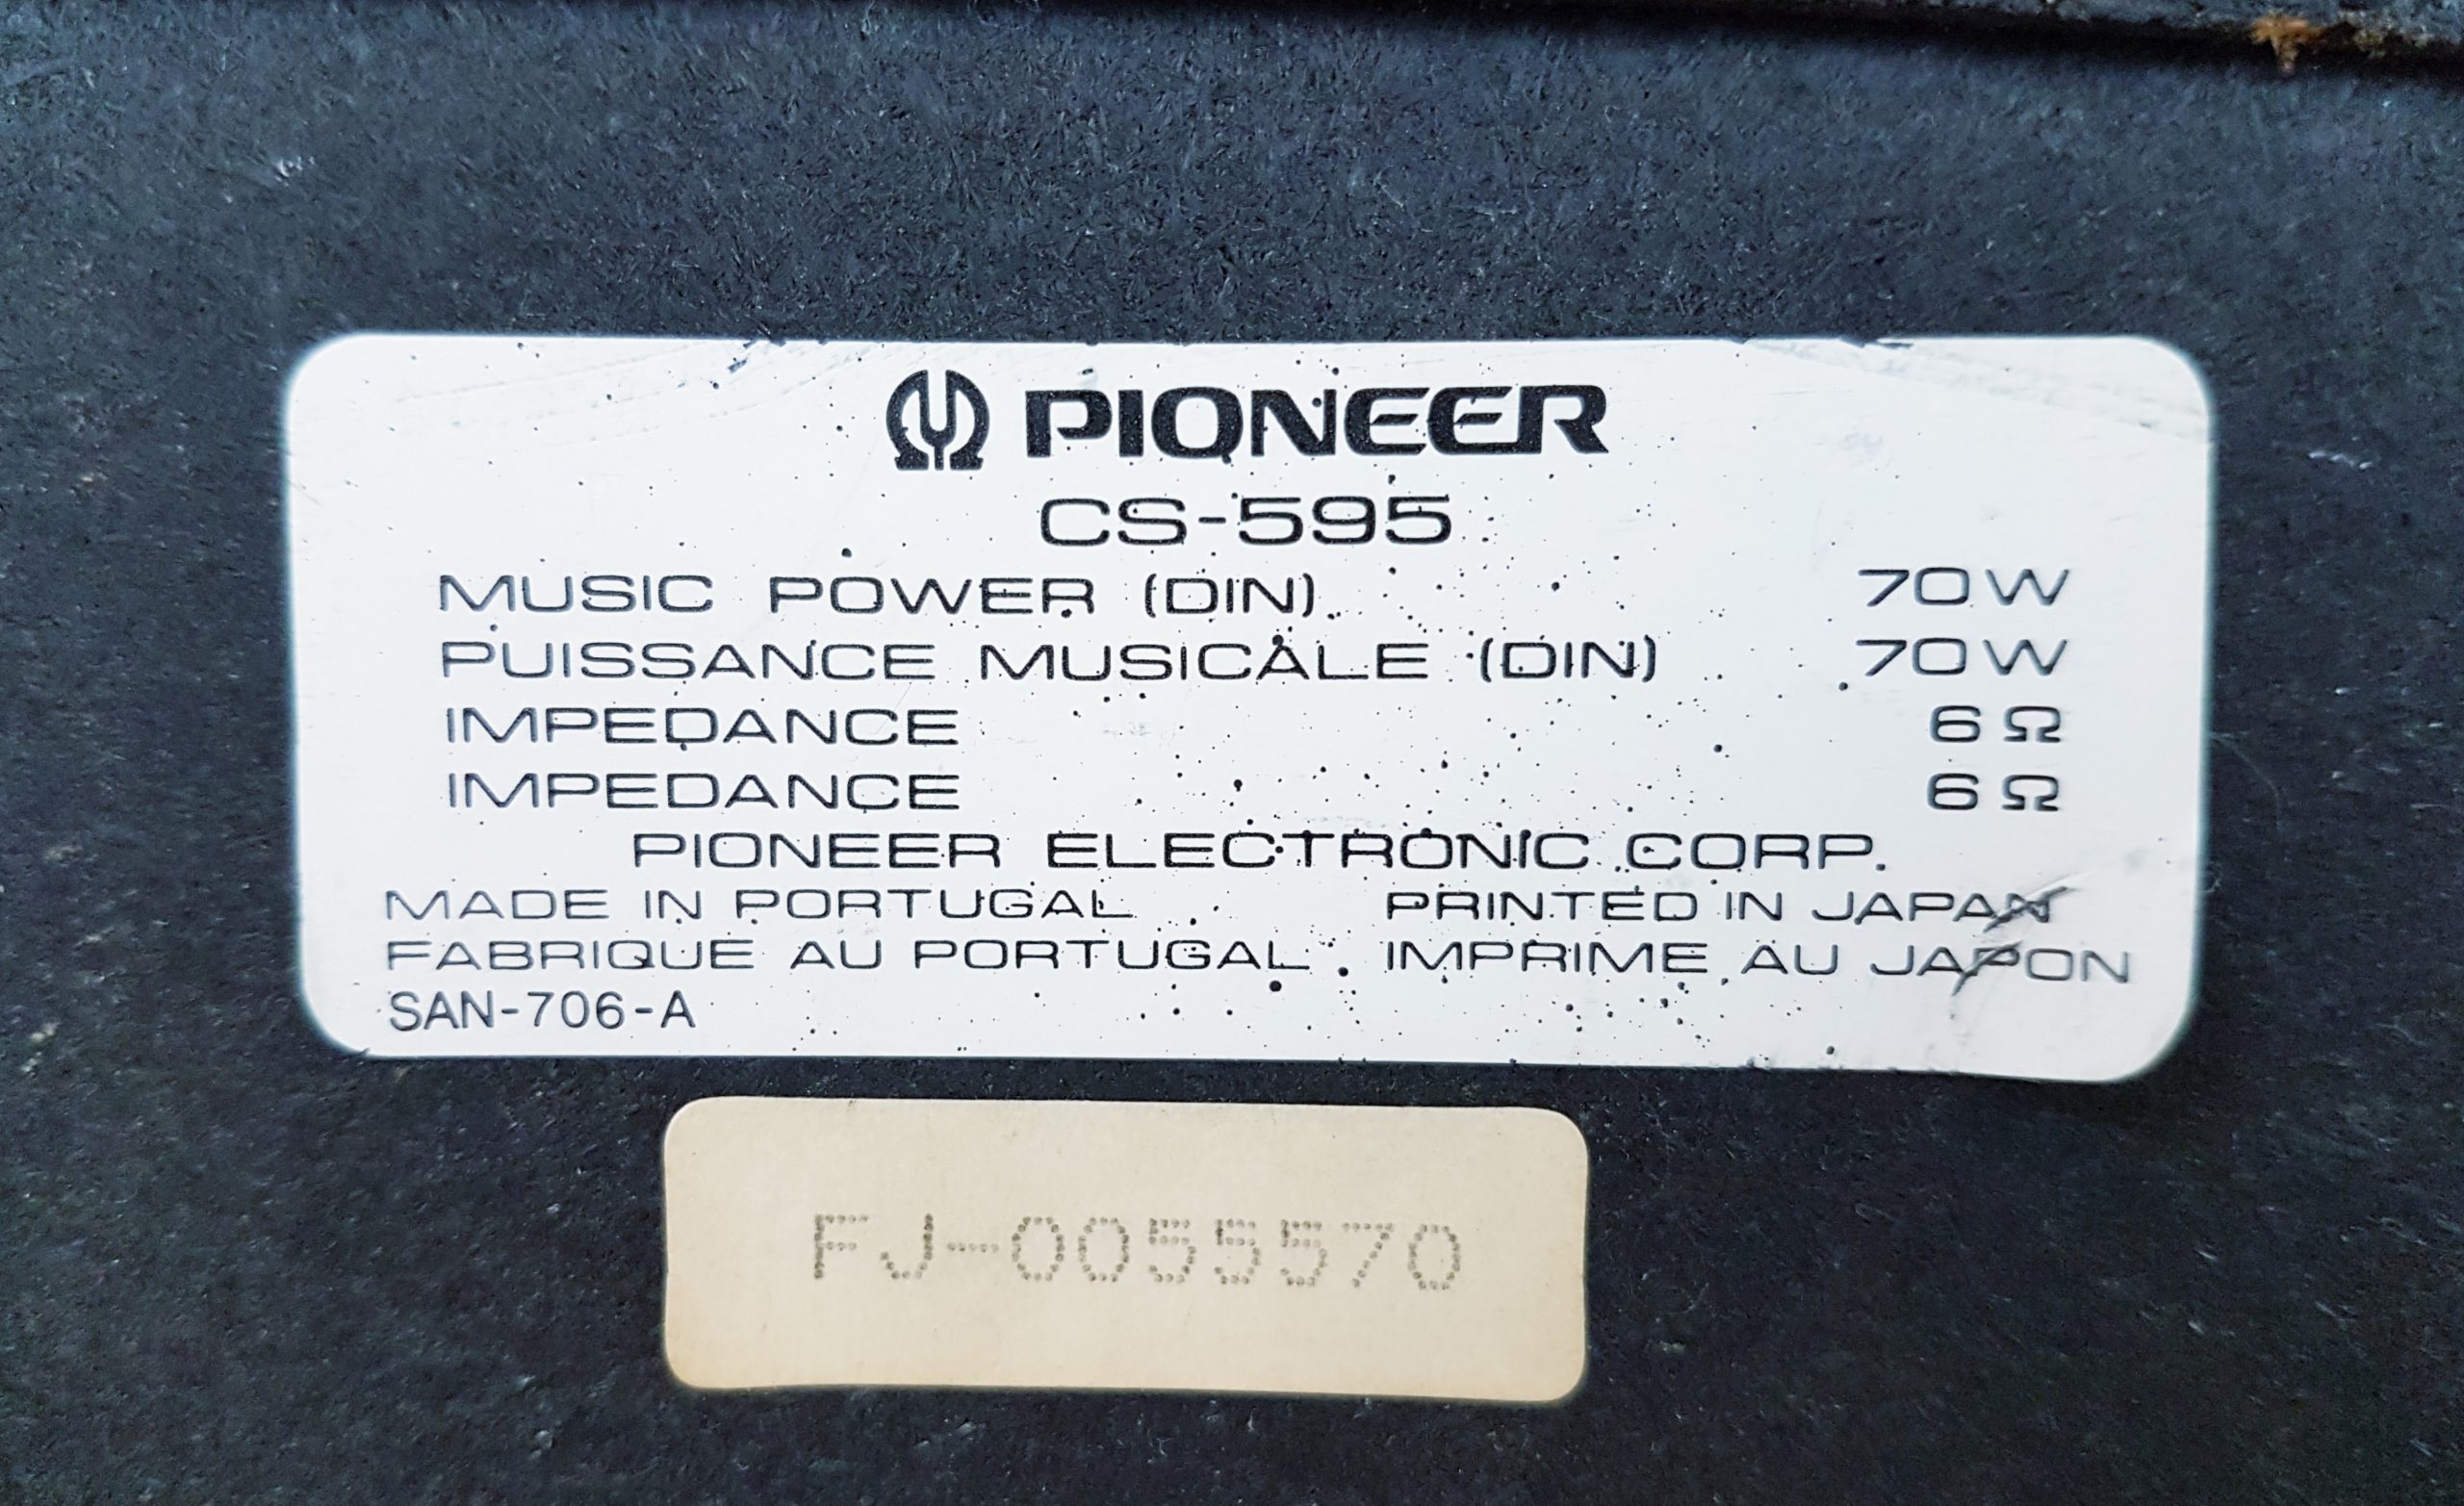 PIONEER
CS-595
MUSIC POWER (DIN) 70W
PUISSANCE MUSICALE (DIN) 70W
IMPEDANCE 6Ω
IMPEDANCE 6Ω
PIONEER ELECTRONIC CORP.
MADE IN PORTUGAL PRINTED IN JAPAN
FABRIQUE AU PORTUGAL IMPRIME AU JAPON
SAN-706-A
FJ-0055570